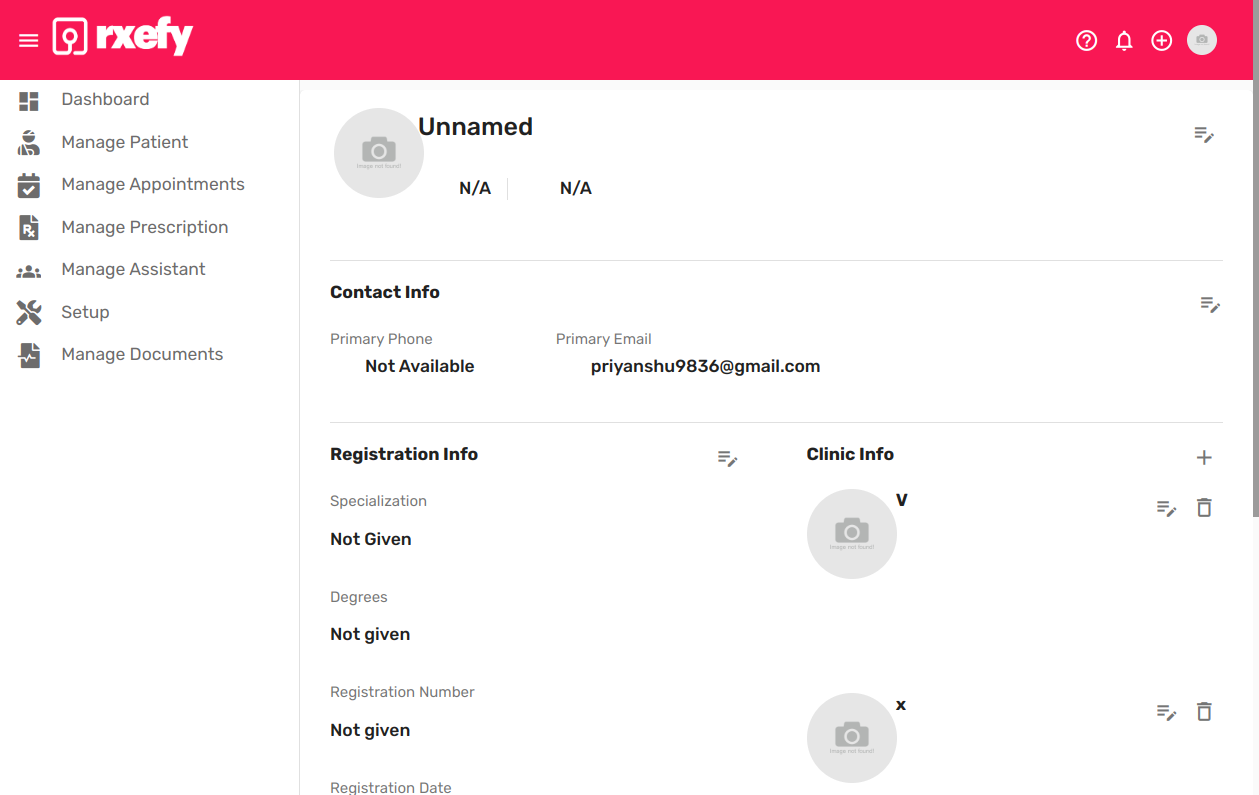 rxefy
Dashboard
Manage Patient
Manage Appointments
Manage Prescription
Manage Assistant
Setup
Manage Documents
Image not found!
Unnamed
N/A
N/A
Contact Info
Primary Phone
Not Available
Primary Email
priyanshu9836@gmail.com
Registration Info
Specialization
Not Given
Degrees
Not given
Registration Number
Not given
Registration Date
Clinic Info
Image not found!
V
Image not found!
x